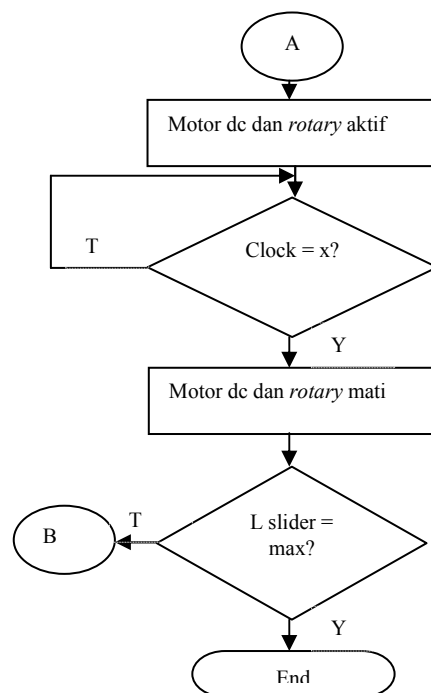 A
Motor dc dan rotary aktif
Clock = x?
T
Y
Motor dc dan rotary mati
L slider =
max?
T
B
Y
End